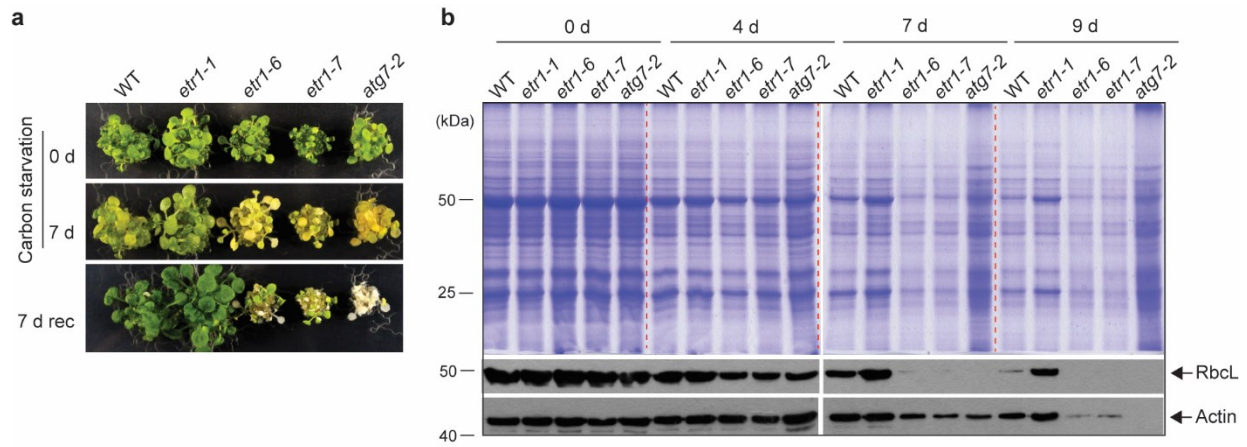 a
WT etr1-1 etr1-6 etr1-7 atg7-2
Carbon starvation
0 d
7 d
7 d rec
b
0 d 4 d 7 d 9 d
WT etr1-1 etr1-6 etr1-7 atg7-2 WT etr1-1 etr1-6 etr1-7 atg7-2 WT etr1-1 etr1-6 etr1-7 atg7-2 WT etr1-1 etr1-6 etr1-7 atg7-2
(kDa)
50
25
50
RbcL
Actin
40